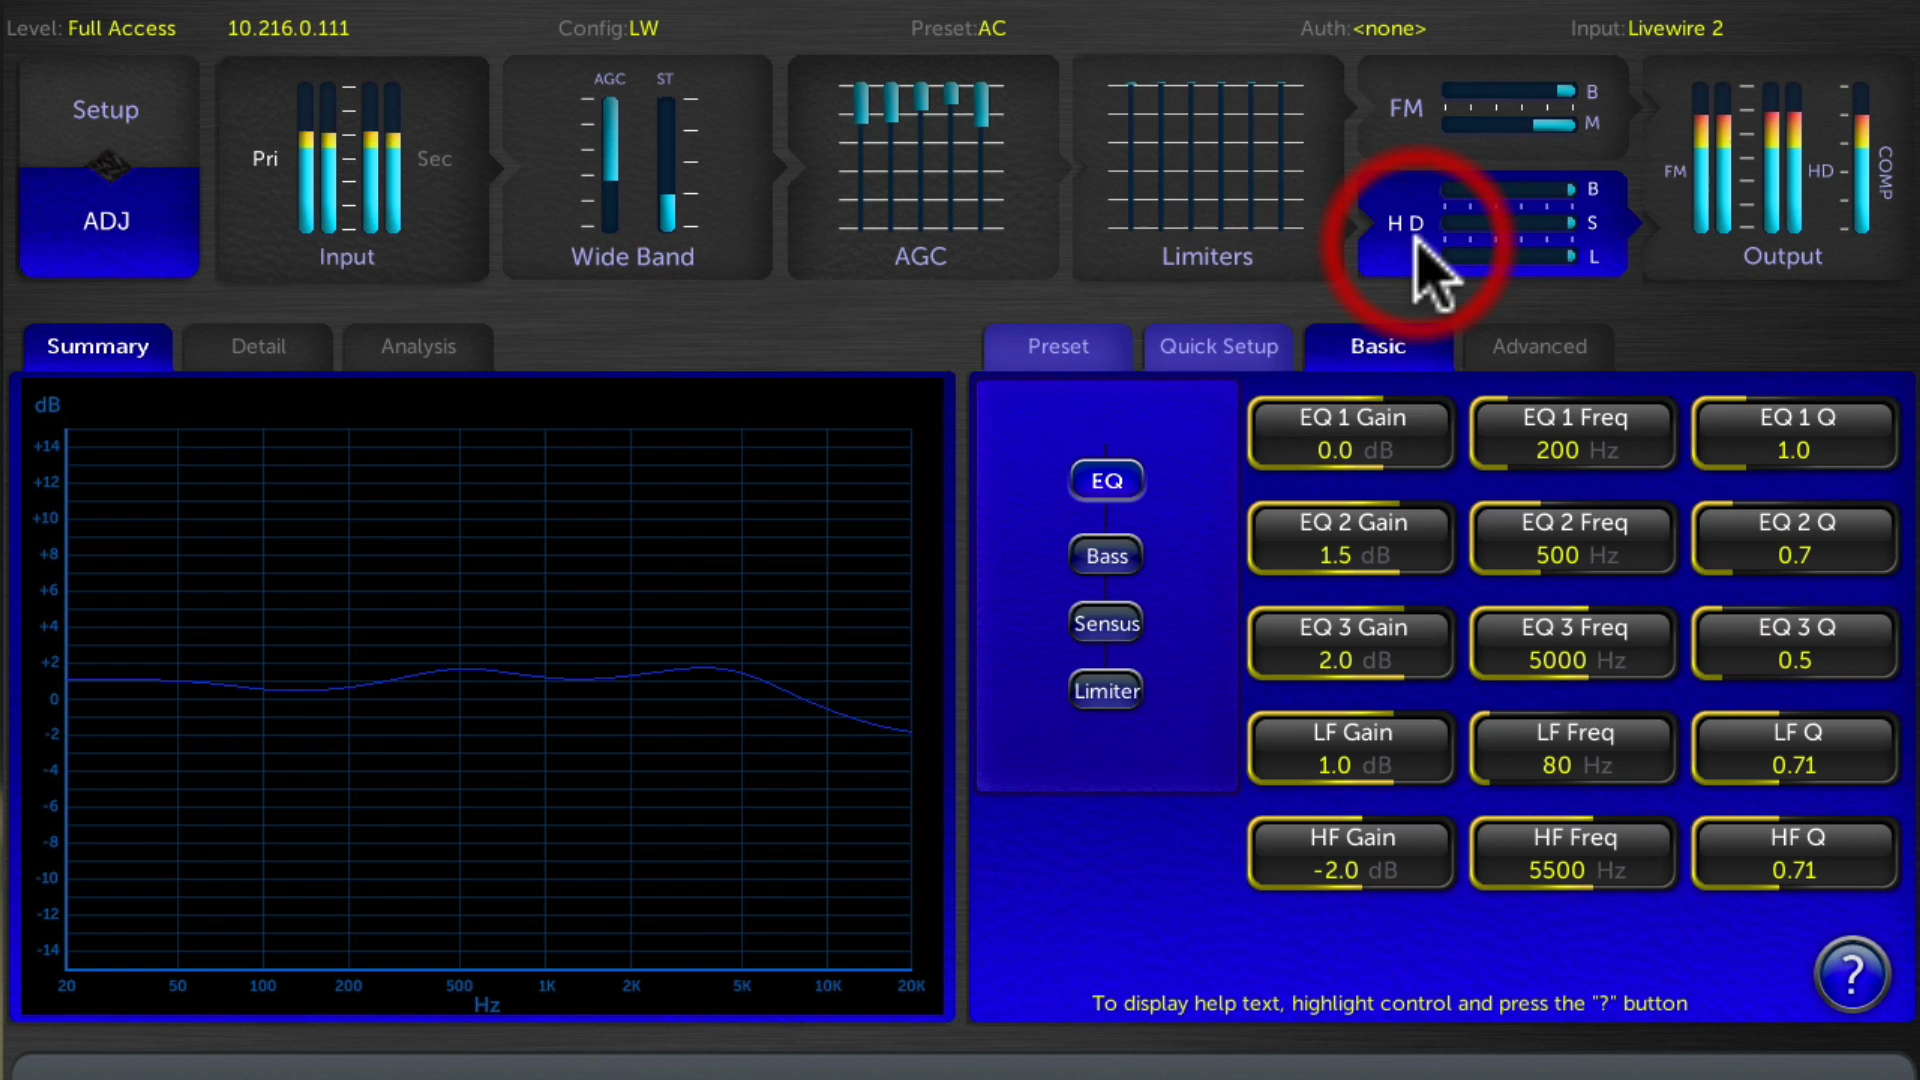 Level: Full Access 10.216.0.111 Config:LW Preset:AC Auth:<none> Input:Livewire 2
Setup
ADJ
Pri Sec
Input
AGC ST
Wide Band
AGC
Limiters
FM B
M
HD B
S
L
FM HD COMP
Output
Summary Detail Analysis
Preset Quick Setup Basic Advanced
dB
+14
+12
+10
+8
+6
+4
+2
0
-2
-4
-6
-8
-10
-12
-14
20 50 100 200 500 1K 2K 5K 10K 20K
Hz
EQ
Bass
Sensus
Limiter
EQ 1 Gain EQ 1 Freq EQ 1 Q
0.0 dB 200 Hz 1.0
EQ 2 Gain EQ 2 Freq EQ 2 Q
1.5 dB 500 Hz 0.7
EQ 3 Gain EQ 3 Freq EQ 3 Q
2.0 dB 5000 Hz 0.5
LF Gain LF Freq LF Q
1.0 dB 80 Hz 0.71
HF Gain HF Freq HF Q
-2.0 dB 5500 Hz 0.71
?
To display help text, highlight control and press the "?" button